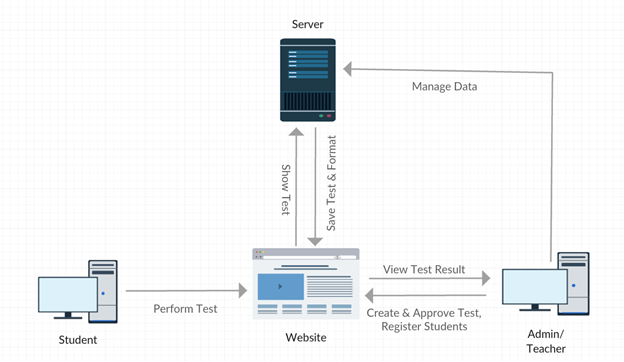 Server
Manage Data
Show Test
Save Test & Format
View Test Result
Perform Test
Create & Approve Test,
Register Students
Student
Website
Admin/
Teacher